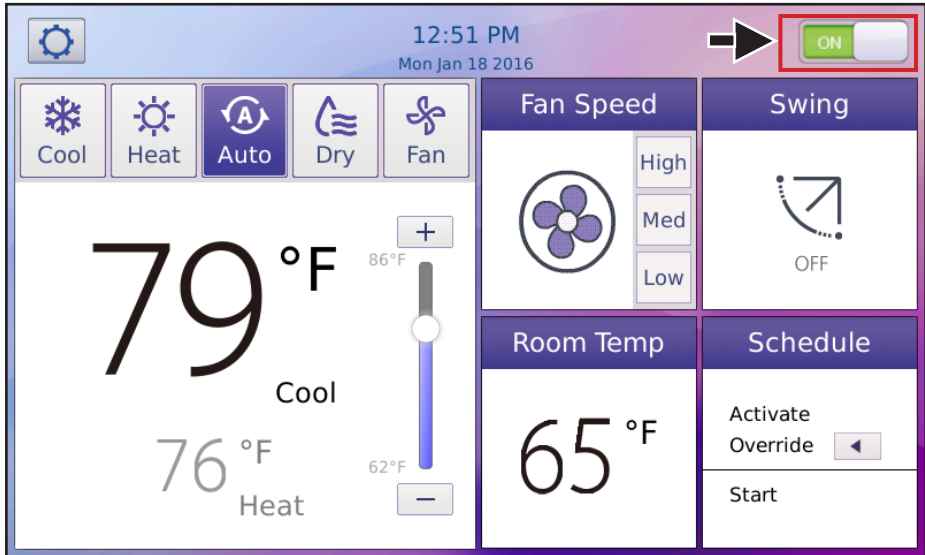 12:51 PM
Mon Jan 18 2016
ON
Cool
Heat
A
Auto
Dry
Fan
79 °F
Cool
76 °F
Heat
+
86°F
62°F
−
Fan Speed
High
Med
Low
Swing
OFF
Room Temp
65 °F
Schedule
Activate
Override
Start